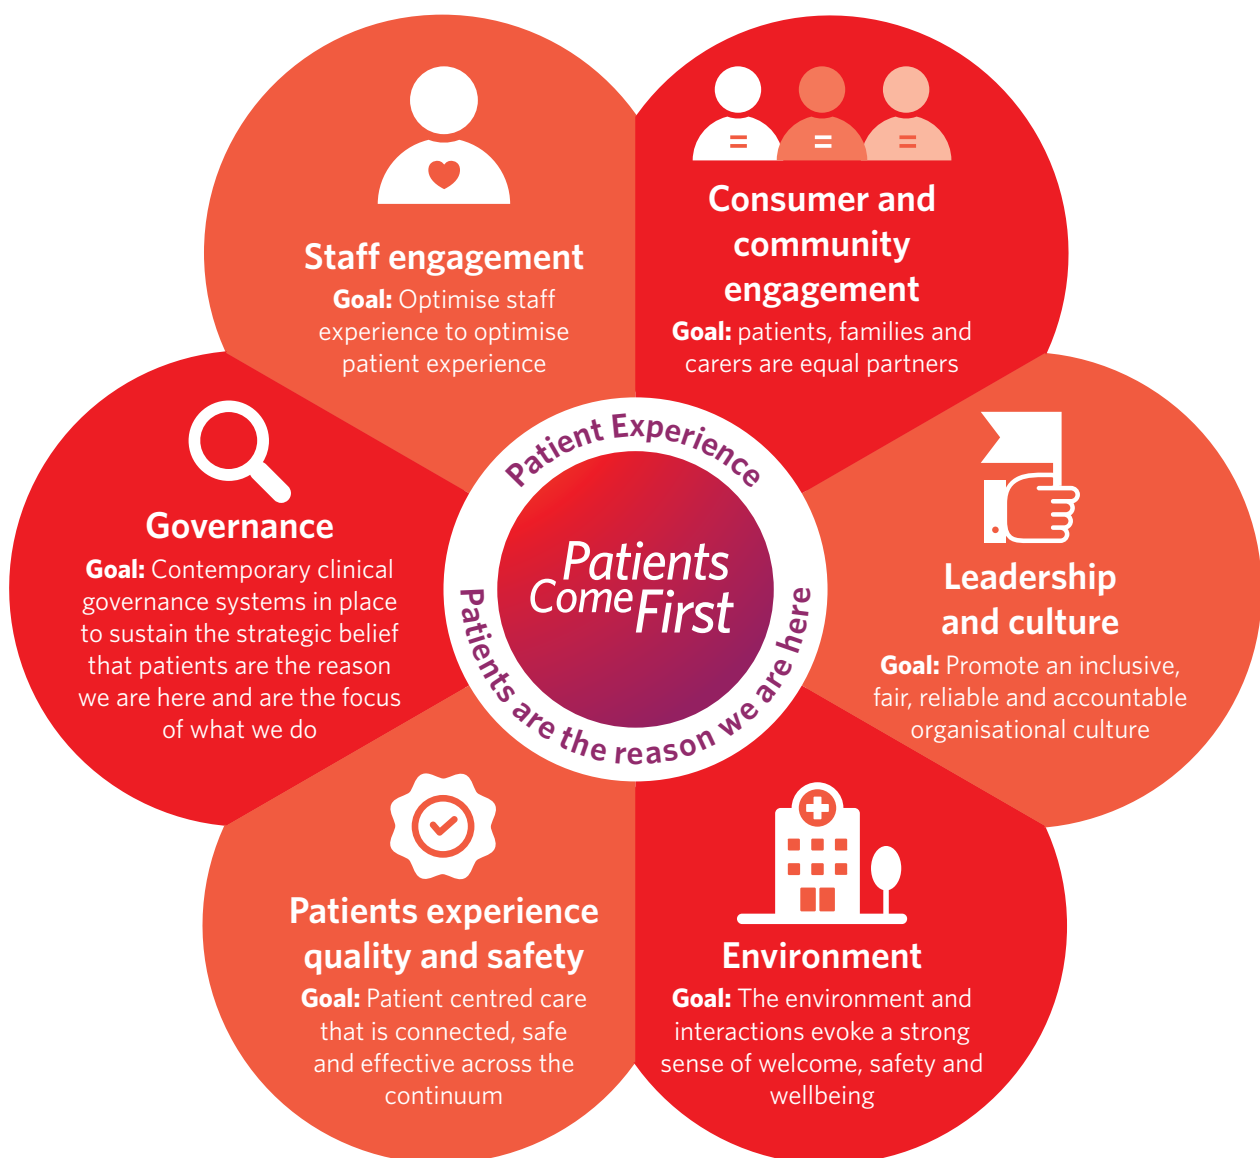 Staff engagement
Goal: Optimise staff
experience to optimise
patient experience
Consumer and
community
engagement
Goal: patients, families and
carers are equal partners
Leadership
and culture
Goal: Promote an inclusive,
fair, reliable and accountable
organisational culture
Environment
Goal: The environment and
interactions evoke a strong
sense of welcome, safety and
wellbeing
Patients experience
quality and safety
Goal: Patient centred care
that is connected, safe
and effective across the
continuum
Governance
Goal: Contemporary clinical
governance systems in place
to sustain the strategic belief
that patients are the reason
we are here and are the focus
of what we do
Patient Experience
Patients
Come First
Patients are the reason we are here